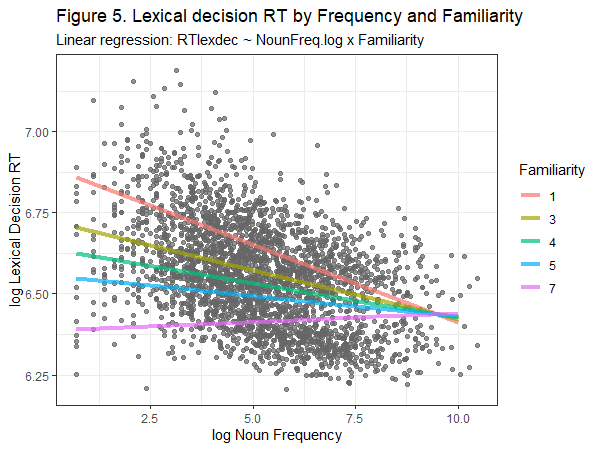 Figure 5. Lexical decision RT by Frequency and Familiarity
Linear regression: RTlexdec ~ NounFreq.log x Familiarity
log Lexical Decision RT
7.00
6.75
6.50
6.25
2.5
5.0
7.5
10.0
log Noun Frequency
Familiarity
1
3
4
5
7